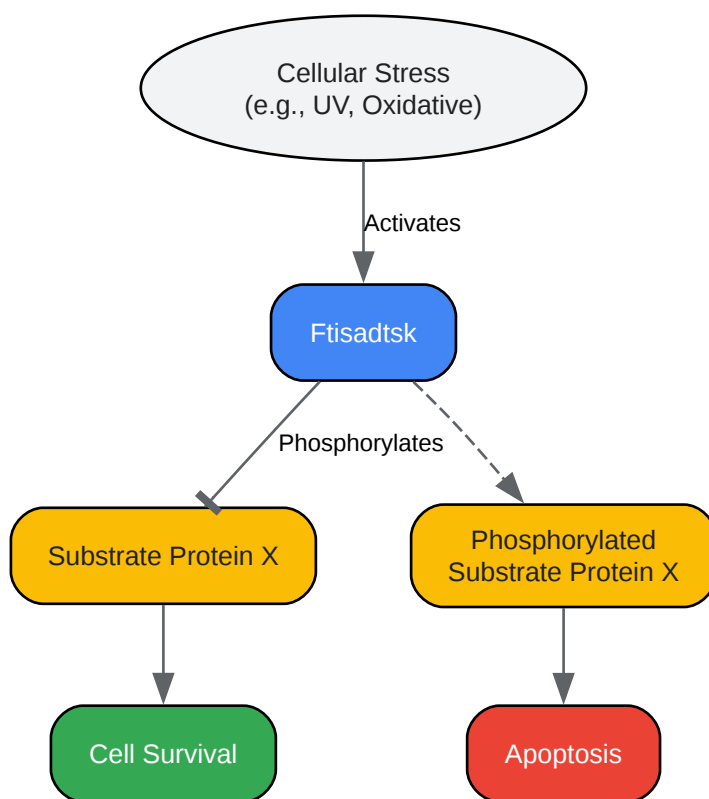 Cellular Stress
(e.g., UV, Oxidative)
Activates
Ftisadtsk
Phosphorylates
Substrate Protein X
Phosphorylated
Substrate Protein X
Cell Survival
Apoptosis